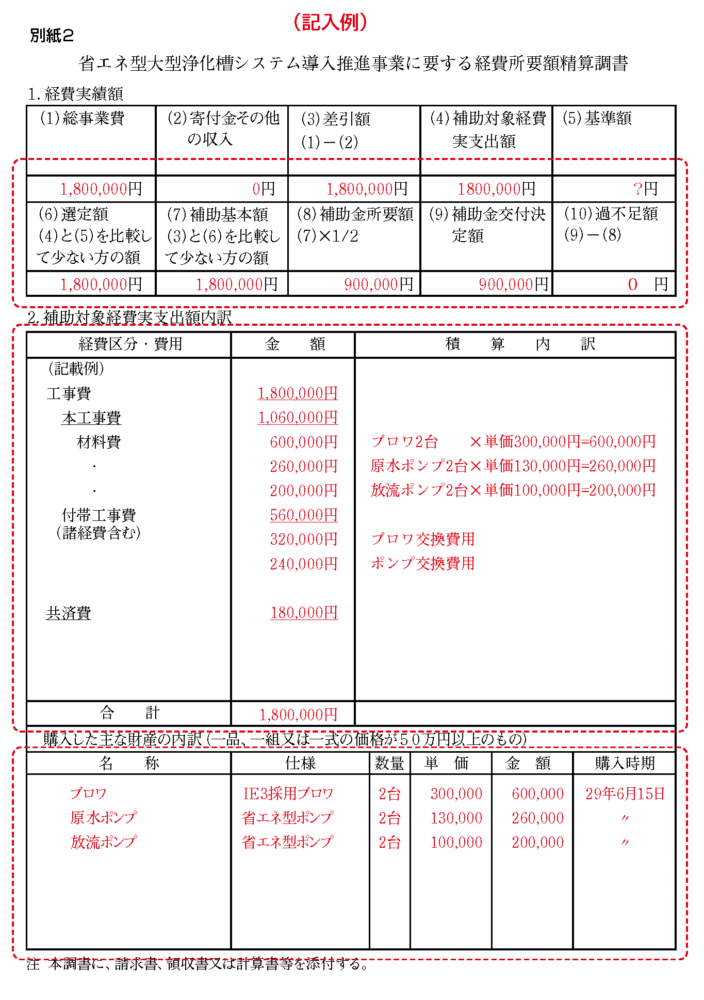 （記入例）
別紙２
省エネ型大型浄化槽システム導入推進事業に要する経費所要額精算調書
1. 経費実績額
(1)総事業費 (2)寄付金その他の収入 (3)差引額 (1)－(2) (4)補助対象経費実支出額 (5)基準額
1,800,000円 0円 1,800,000円 1800,000円 ?円
(6)選定額 (4)と(5)を比較して少ない方の額 (7)補助基本額 (3)と(6)を比較して少ない方の額 (8)補助金所要額 (7)×1/2 (9)補助金交付決定額 (10)過不足額 (9)－(8)
1,800,000円 1,800,000円 900,000円 900,000円 0 円
2. 補助対象経費実支出額内訳
経費区分・費用 金 額 積 算 内 訳
（記載例）
工事費 1,800,000円
本工事費 1,060,000円
材料費 600,000円 ブロワ2台 ×単価300,000円=600,000円
・ 260,000円 原水ポンプ2台×単価130,000円=260,000円
・ 200,000円 放流ポンプ2台×単価100,000円=200,000円
付帯工事費 560,000円
（諸経費含む）
320,000円 ブロワ交換費用
240,000円 ポンプ交換費用
共済費 180,000円
合 計 1,800,000円
購入した主な財産の内訳（一品、一組又は一式の価格が５０万円以上のもの）
名 称 仕様 数量 単 価 金 額 購入時期
ブロワ IE3採用ブロワ 2台 300,000 600,000 29年6月15日
原水ポンプ 省エネ型ポンプ 2台 130,000 260,000 〃
放流ポンプ 省エネ型ポンプ 2台 100,000 200,000 〃
注 本調書に、請求書、領収書又は計算書等を添付する。